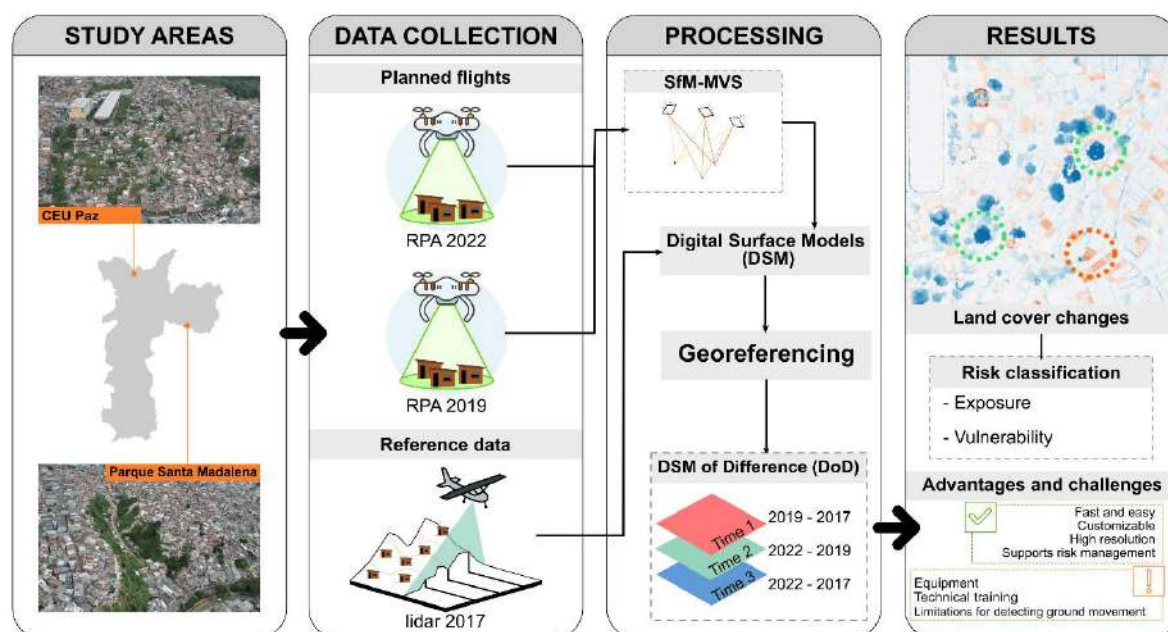 STUDY AREAS
CEU Paz
Parque Santa Madalena
DATA COLLECTION
Planned flights
RPA 2022
RPA 2019
Reference data
lidar 2017
PROCESSING
SfM-MVS
Digital Surface Models
(DSM)
Georeferencing
DSM of Difference (DoD)
Time 1
2019 - 2017
Time 2
2022 - 2019
Time 3
2022 - 2017
RESULTS
Land cover changes
Risk classification
- Exposure
- Vulnerability
Advantages and challenges
Fast and easy
Customizable
High resolution
Supports risk management
Equipment
Technical training
Limitations for detecting ground movement